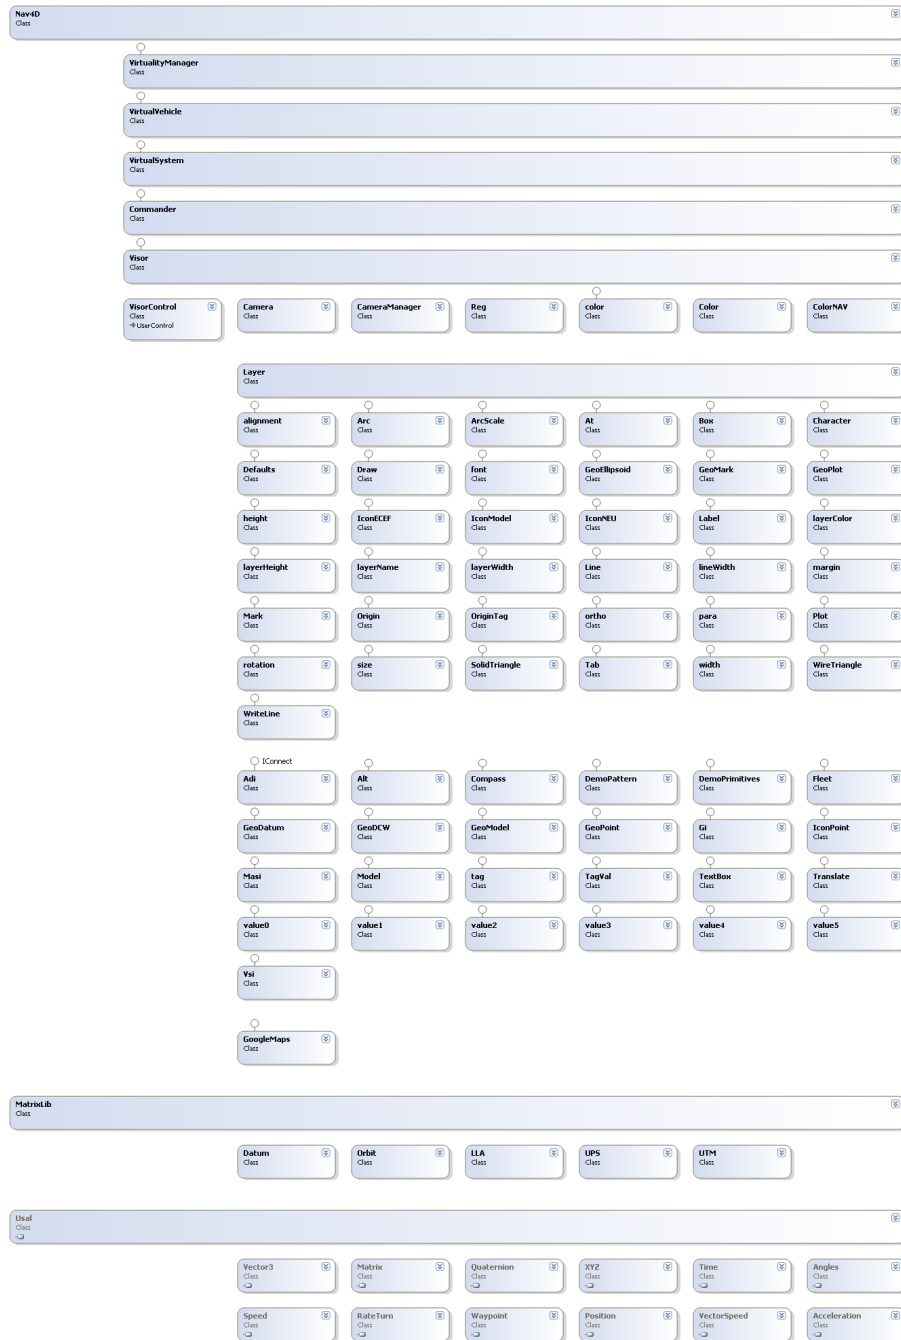 Nav4D
Class
VirtualityManager
Class
VirtualVehicle
Class
VirtualSystem
Class
Commander
Class
Visor
Class
VisorControl Camera CameraManager Reg color Color ColorNAV
Class Class Class Class Class Class Class
UserControl
Layer
Class
alignment Arc ArcScale At Box Character
Class Class Class Class Class Class
Defaults Draw font GeoEllipsoid GeoMark GeoPlot
Class Class Class Class Class Class
height IconECEF IconModel IconNEU Label layerColor
Class Class Class Class Class Class
layerHeight layerName layerWidth Line lineWidth margin
Class Class Class Class Class Class
Mark Origin OriginTag ortho para Plot
Class Class Class Class Class Class
rotation size SolidTriangle Tab width WireTriangle
Class Class Class Class Class Class
WriteLine
Class
IConnect
Adi Alt Compass DemoPattern DemoPrimitives Fleet
Class Class Class Class Class Class
GeoDatum GeoDCW GeoModel GeoPoint Gi IconPoint
Class Class Class Class Class Class
Masi Model tag TagVal TextBox Translate
Class Class Class Class Class Class
value0 value1 value2 value3 value4 value5
Class Class Class Class Class Class
Vsi
Class
GoogleMaps
Class
MatrixLib
Class
Datum Orbit LLA UPS UTM
Class Class Class Class Class
Usal
Class
Vector3 Matrix Quaternion XYZ Time Angles
Class Class Class Class Class Class
Speed RateTurn Waypoint Position VectorSpeed Acceleration
Class Class Class Class Class Class